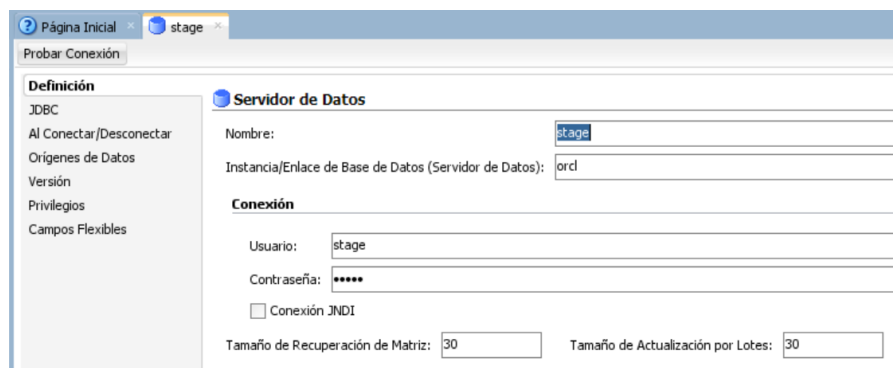 Página Inicial stage
Probar Conexión
Definición
JDBC
Al Conectar/Desconectar
Orígenes de Datos
Versión
Privilegios
Campos Flexibles
Servidor de Datos
Nombre: stage
Instancia/Enlace de Base de Datos (Servidor de Datos): orcl
Conexión
Usuario: stage
Contraseña: •••••
Conexión JNDI
Tamaño de Recuperación de Matriz: 30 Tamaño de Actualización por Lotes: 30